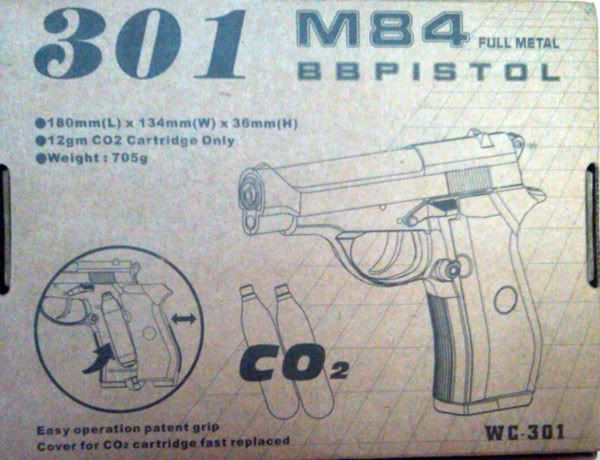 301
M84 FULL METAL
BBPISTOL
●180mm(L) x 134mm(W) x 36mm(H)
●12gm CO2 Cartridge Only
●Weight : 705g
CO₂
Easy operation patent grip
Cover for CO₂ cartridge fast replaced
WC-301